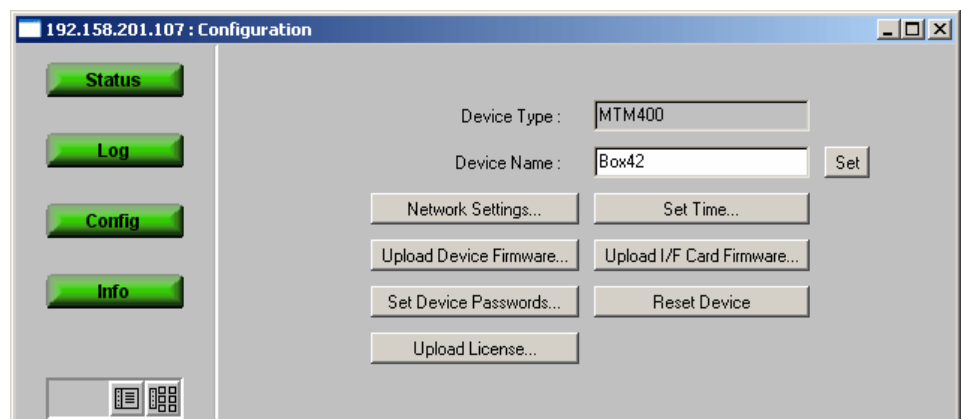 192.158.201.107 : Configuration
Status
Log
Config
Info
Device Type :
MTM400
Device Name :
Box42
Set
Network Settings...
Set Time...
Upload Device Firmware...
Upload I/F Card Firmware...
Set Device Passwords...
Reset Device
Upload License...